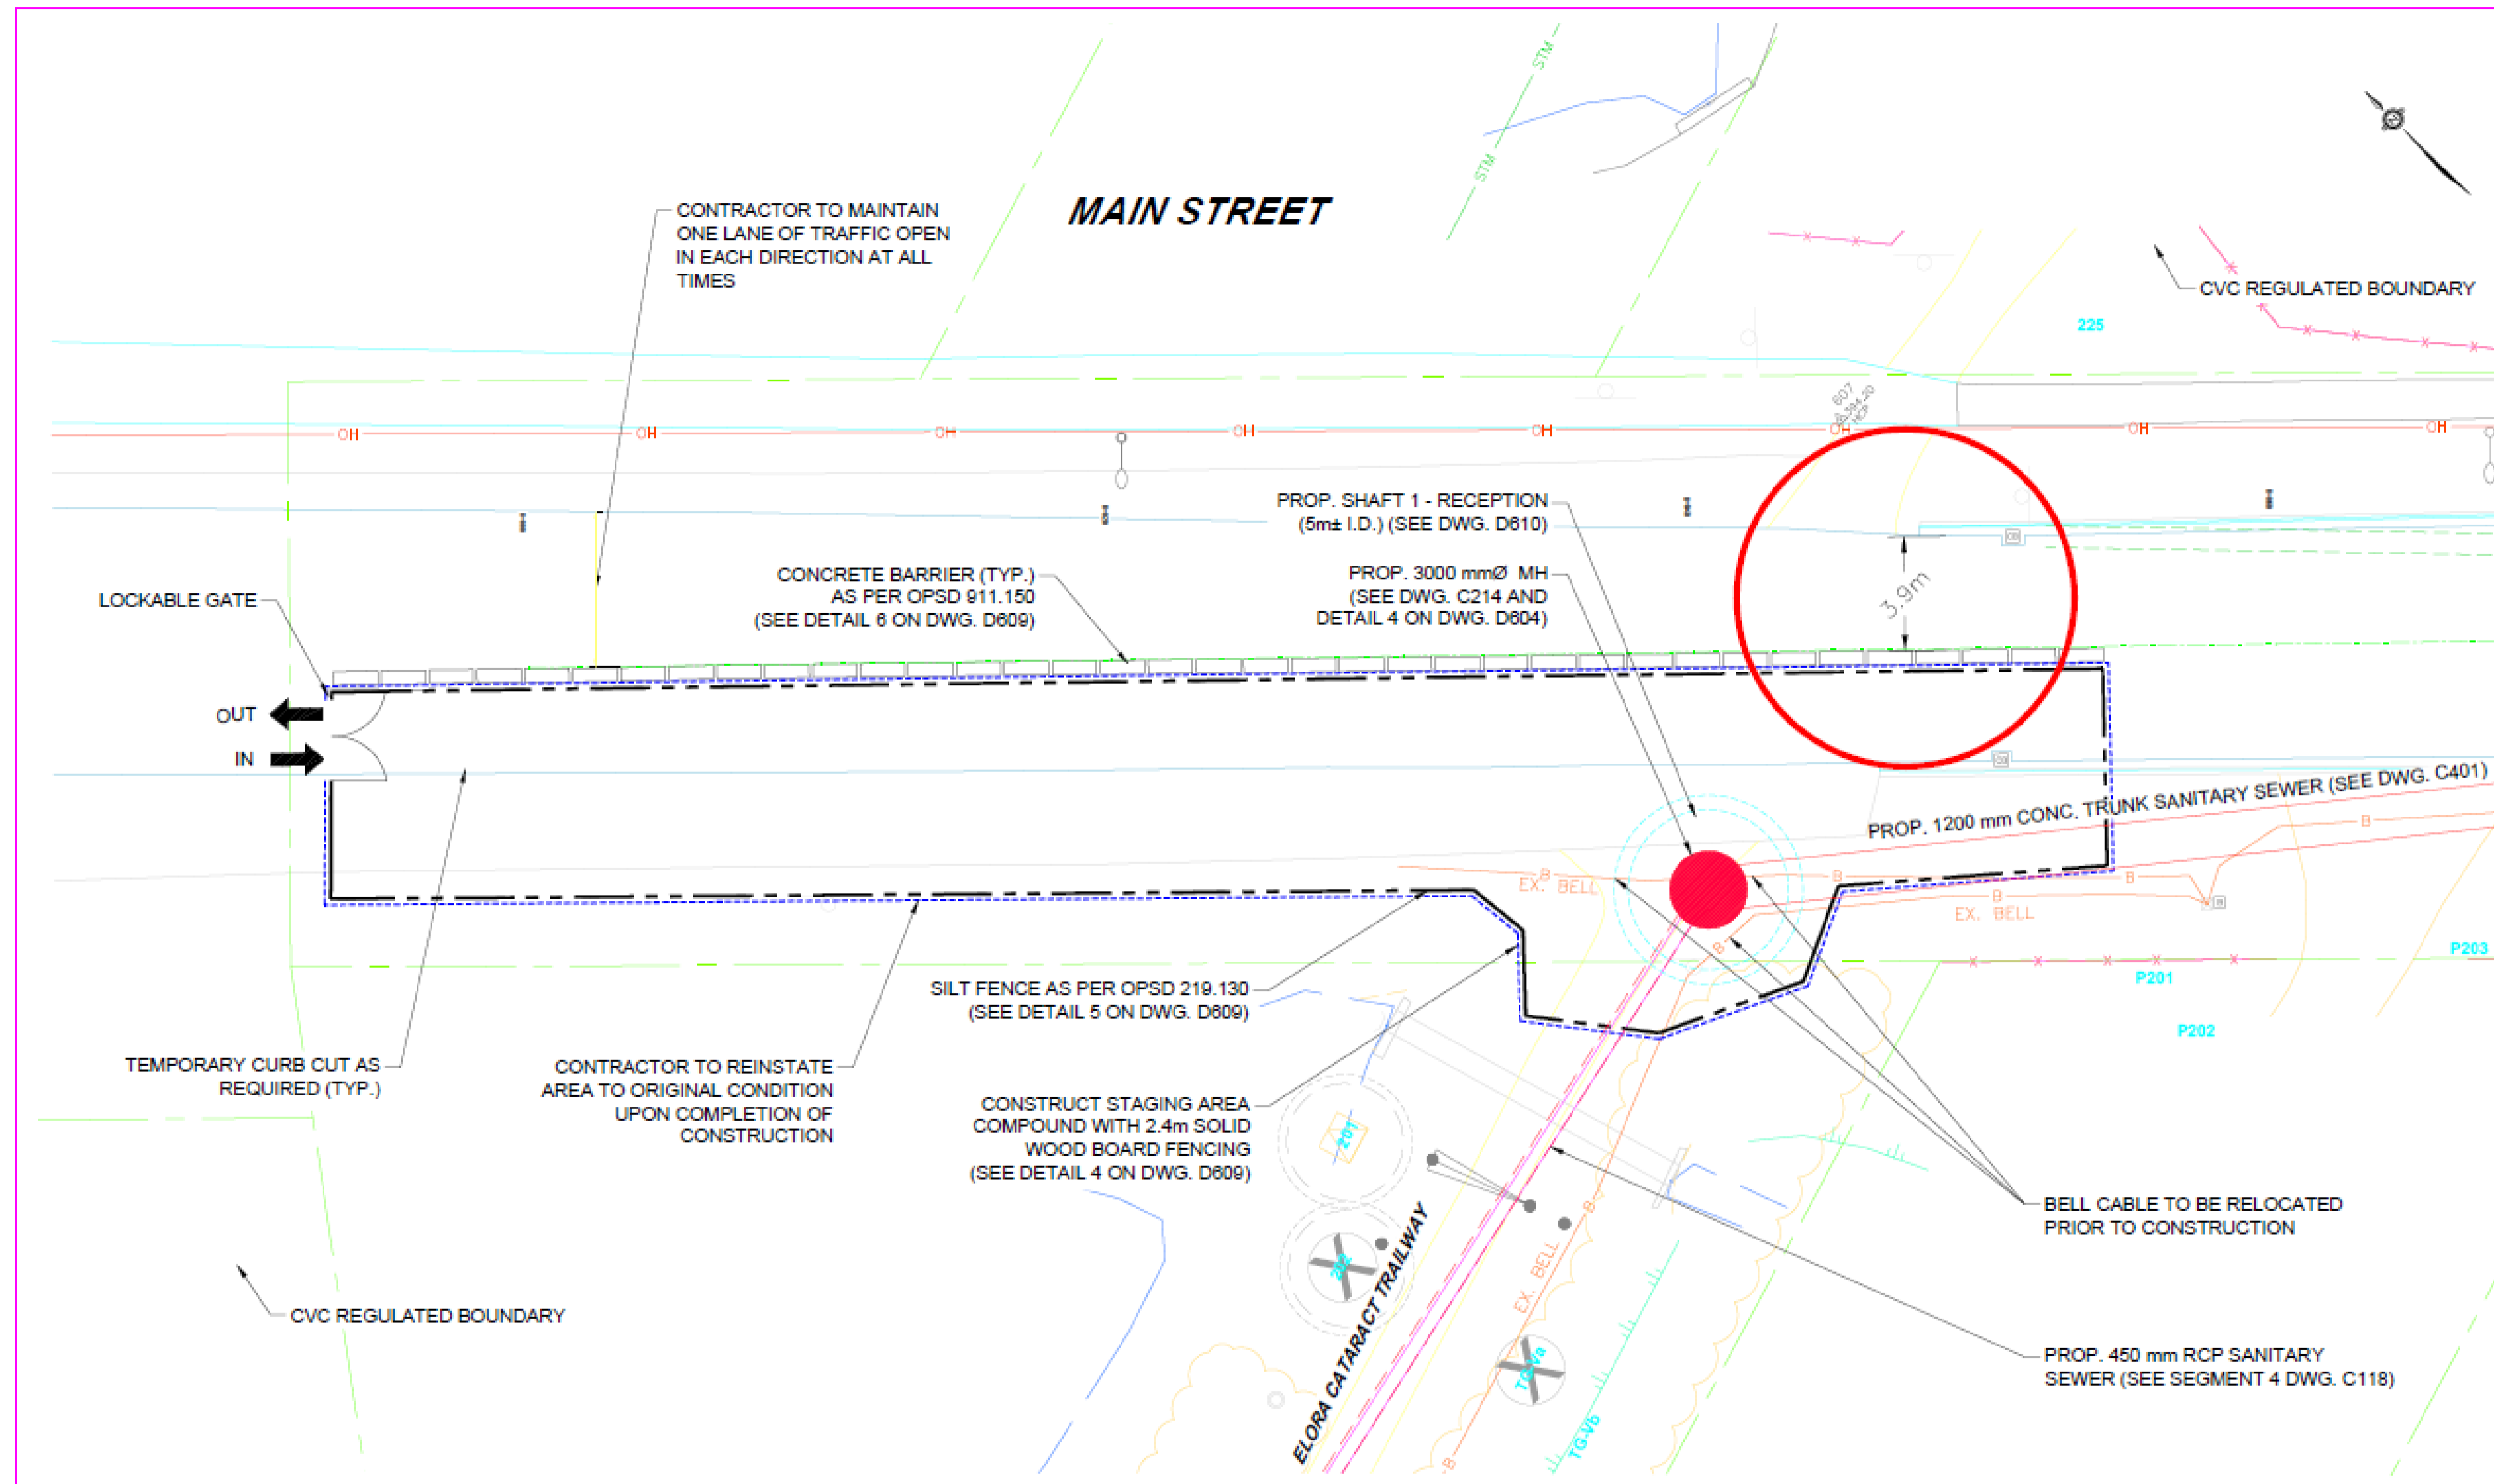 STM
STM
MAIN STREET
CONTRACTOR TO MAINTAIN
ONE LANE OF TRAFFIC OPEN
IN EACH DIRECTION AT ALL
TIMES
CVC REGULATED BOUNDARY
225
607
RCP
OH
OH
OH
OH
OH
OH
OH
OH
PROP. SHAFT 1 - RECEPTION
(5m± I.D.) (SEE DWG. D610)
PROP. 3000 mmØ MH
(SEE DWG. C214 AND
DETAIL 4 ON DWG. D604)
CONCRETE BARRIER (TYP.)
AS PER OPSD 911.150
(SEE DETAIL 6 ON DWG. D609)
3.9m
LOCKABLE GATE
OUT
IN
PROP. 1200 mm CONC. TRUNK SANITARY SEWER (SEE DWG. C401)
B
EX. BELL
B
B
B
B
EX. BELL
B
P203
P201
P202
SILT FENCE AS PER OPSD 219.130
(SEE DETAIL 5 ON DWG. D609)
TEMPORARY CURB CUT AS
REQUIRED (TYP.)
CONTRACTOR TO REINSTATE
AREA TO ORIGINAL CONDITION
UPON COMPLETION OF
CONSTRUCTION
CONSTRUCT STAGING AREA
COMPOUND WITH 2.4m SOLID
WOOD BOARD FENCING
(SEE DETAIL 4 ON DWG. D609)
201
202
BELL CABLE TO BE RELOCATED
PRIOR TO CONSTRUCTION
B
EX. BELL
ELORA CATARACT TRAILWAY
CVC REGULATED BOUNDARY
PROP. 450 mm RCP SANITARY
SEWER (SEE SEGMENT 4 DWG. C118)
TG-Va
TG-Vb
B